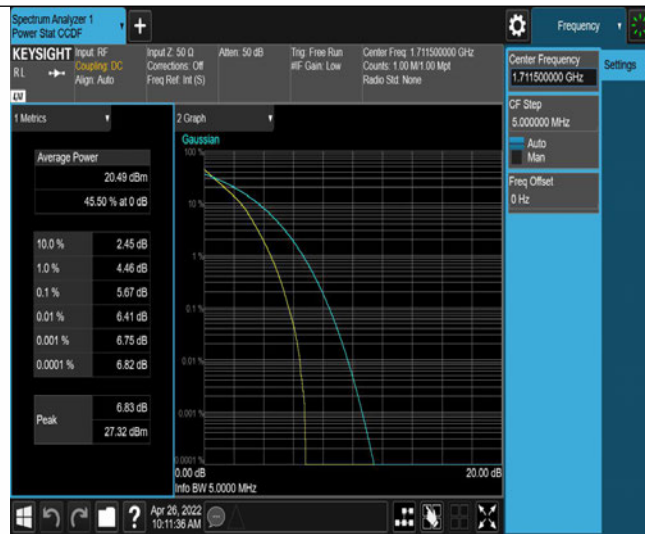 Spectrum Analyzer 1
Power Stat CCDF
+
Frequency
KEYSIGHT
RL
Input: RF
Coupling: DC
Align: Auto
Input Z: 50 Ω
Corrections: Off
Freq Ref: Int (S)
Atten: 50 dB
Trig: Free Run
#IF Gain: Low
Center Freq: 1.711500000 GHz
Counts: 1.00 M/1.00 Mpt
Radio Std: None
Center Frequency
1.711500000 GHz
Settings
CF Step
5.000000 MHz
Auto
Man
Freq Offset
0 Hz
1 Metrics
Average Power
20.49 dBm
45.50 % at 0 dB
10.0 % 2.45 dB
1.0 % 4.46 dB
0.1 % 5.67 dB
0.01 % 6.41 dB
0.001 % 6.75 dB
0.0001 % 6.82 dB
Peak
6.83 dB
27.32 dBm
2 Graph
Gaussian
100 %
10 %
1 %
0.1 %
0.01 %
0.001 %
0.0001 %
0.00 dB
20.00 dB
Info BW 5.0000 MHz
?
Apr 26, 2022
10:11:36 AM